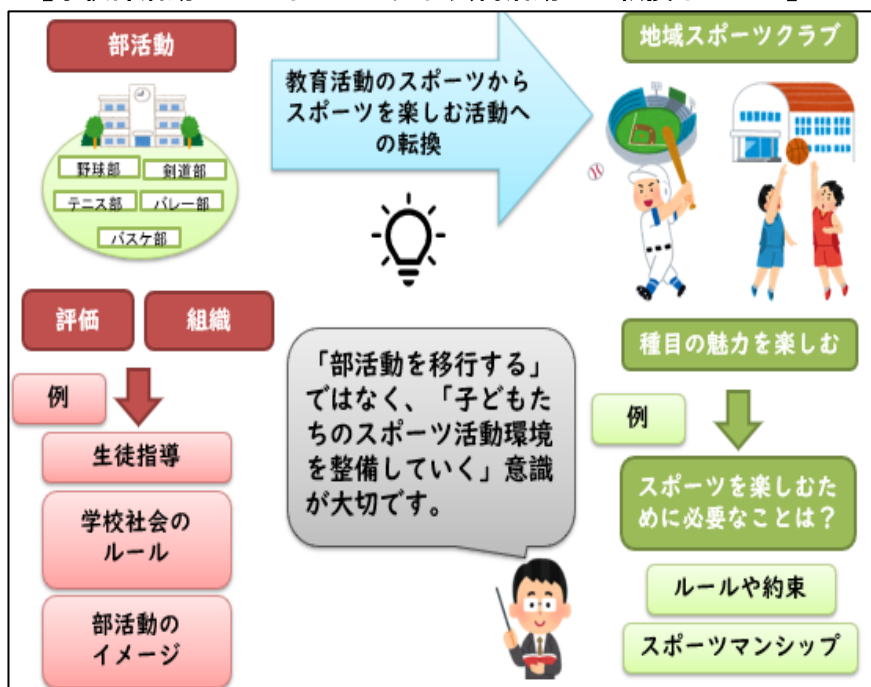 部活動
野球部
剣道部
テニス部
バレー部
バスケ部
教育活動のスポーツから
スポーツを楽しむ活動へ
の転換
地域スポーツクラブ
評価
組織
例
生徒指導
学校社会の
ルール
部活動の
イメージ
「部活動を移行する」
ではなく、「子どもた
ちのスポーツ活動環境
を整備していく」意識
が大切です。
種目の魅力を楽しむ
例
スポーツを楽しむた
めに必要なことは？
ルールや約束
スポーツマンシップ